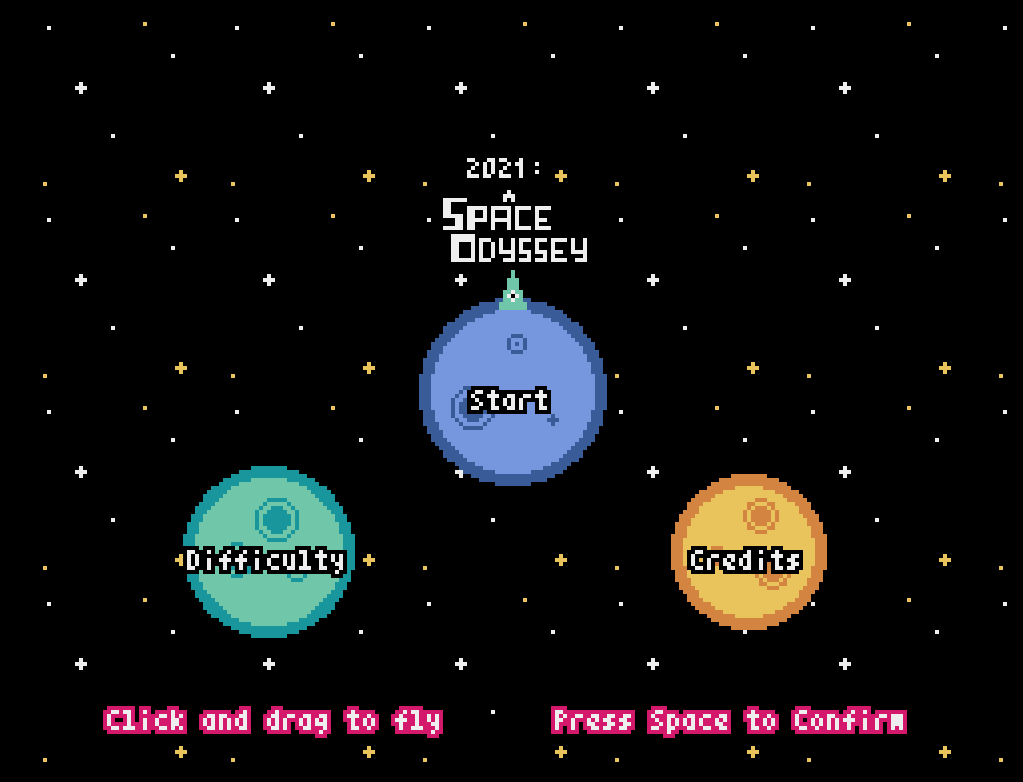 2021:
A
SPACE
ODYSSEY
Start
Difficulty
Credits
Click and drag to fly
Press Space to Confirm